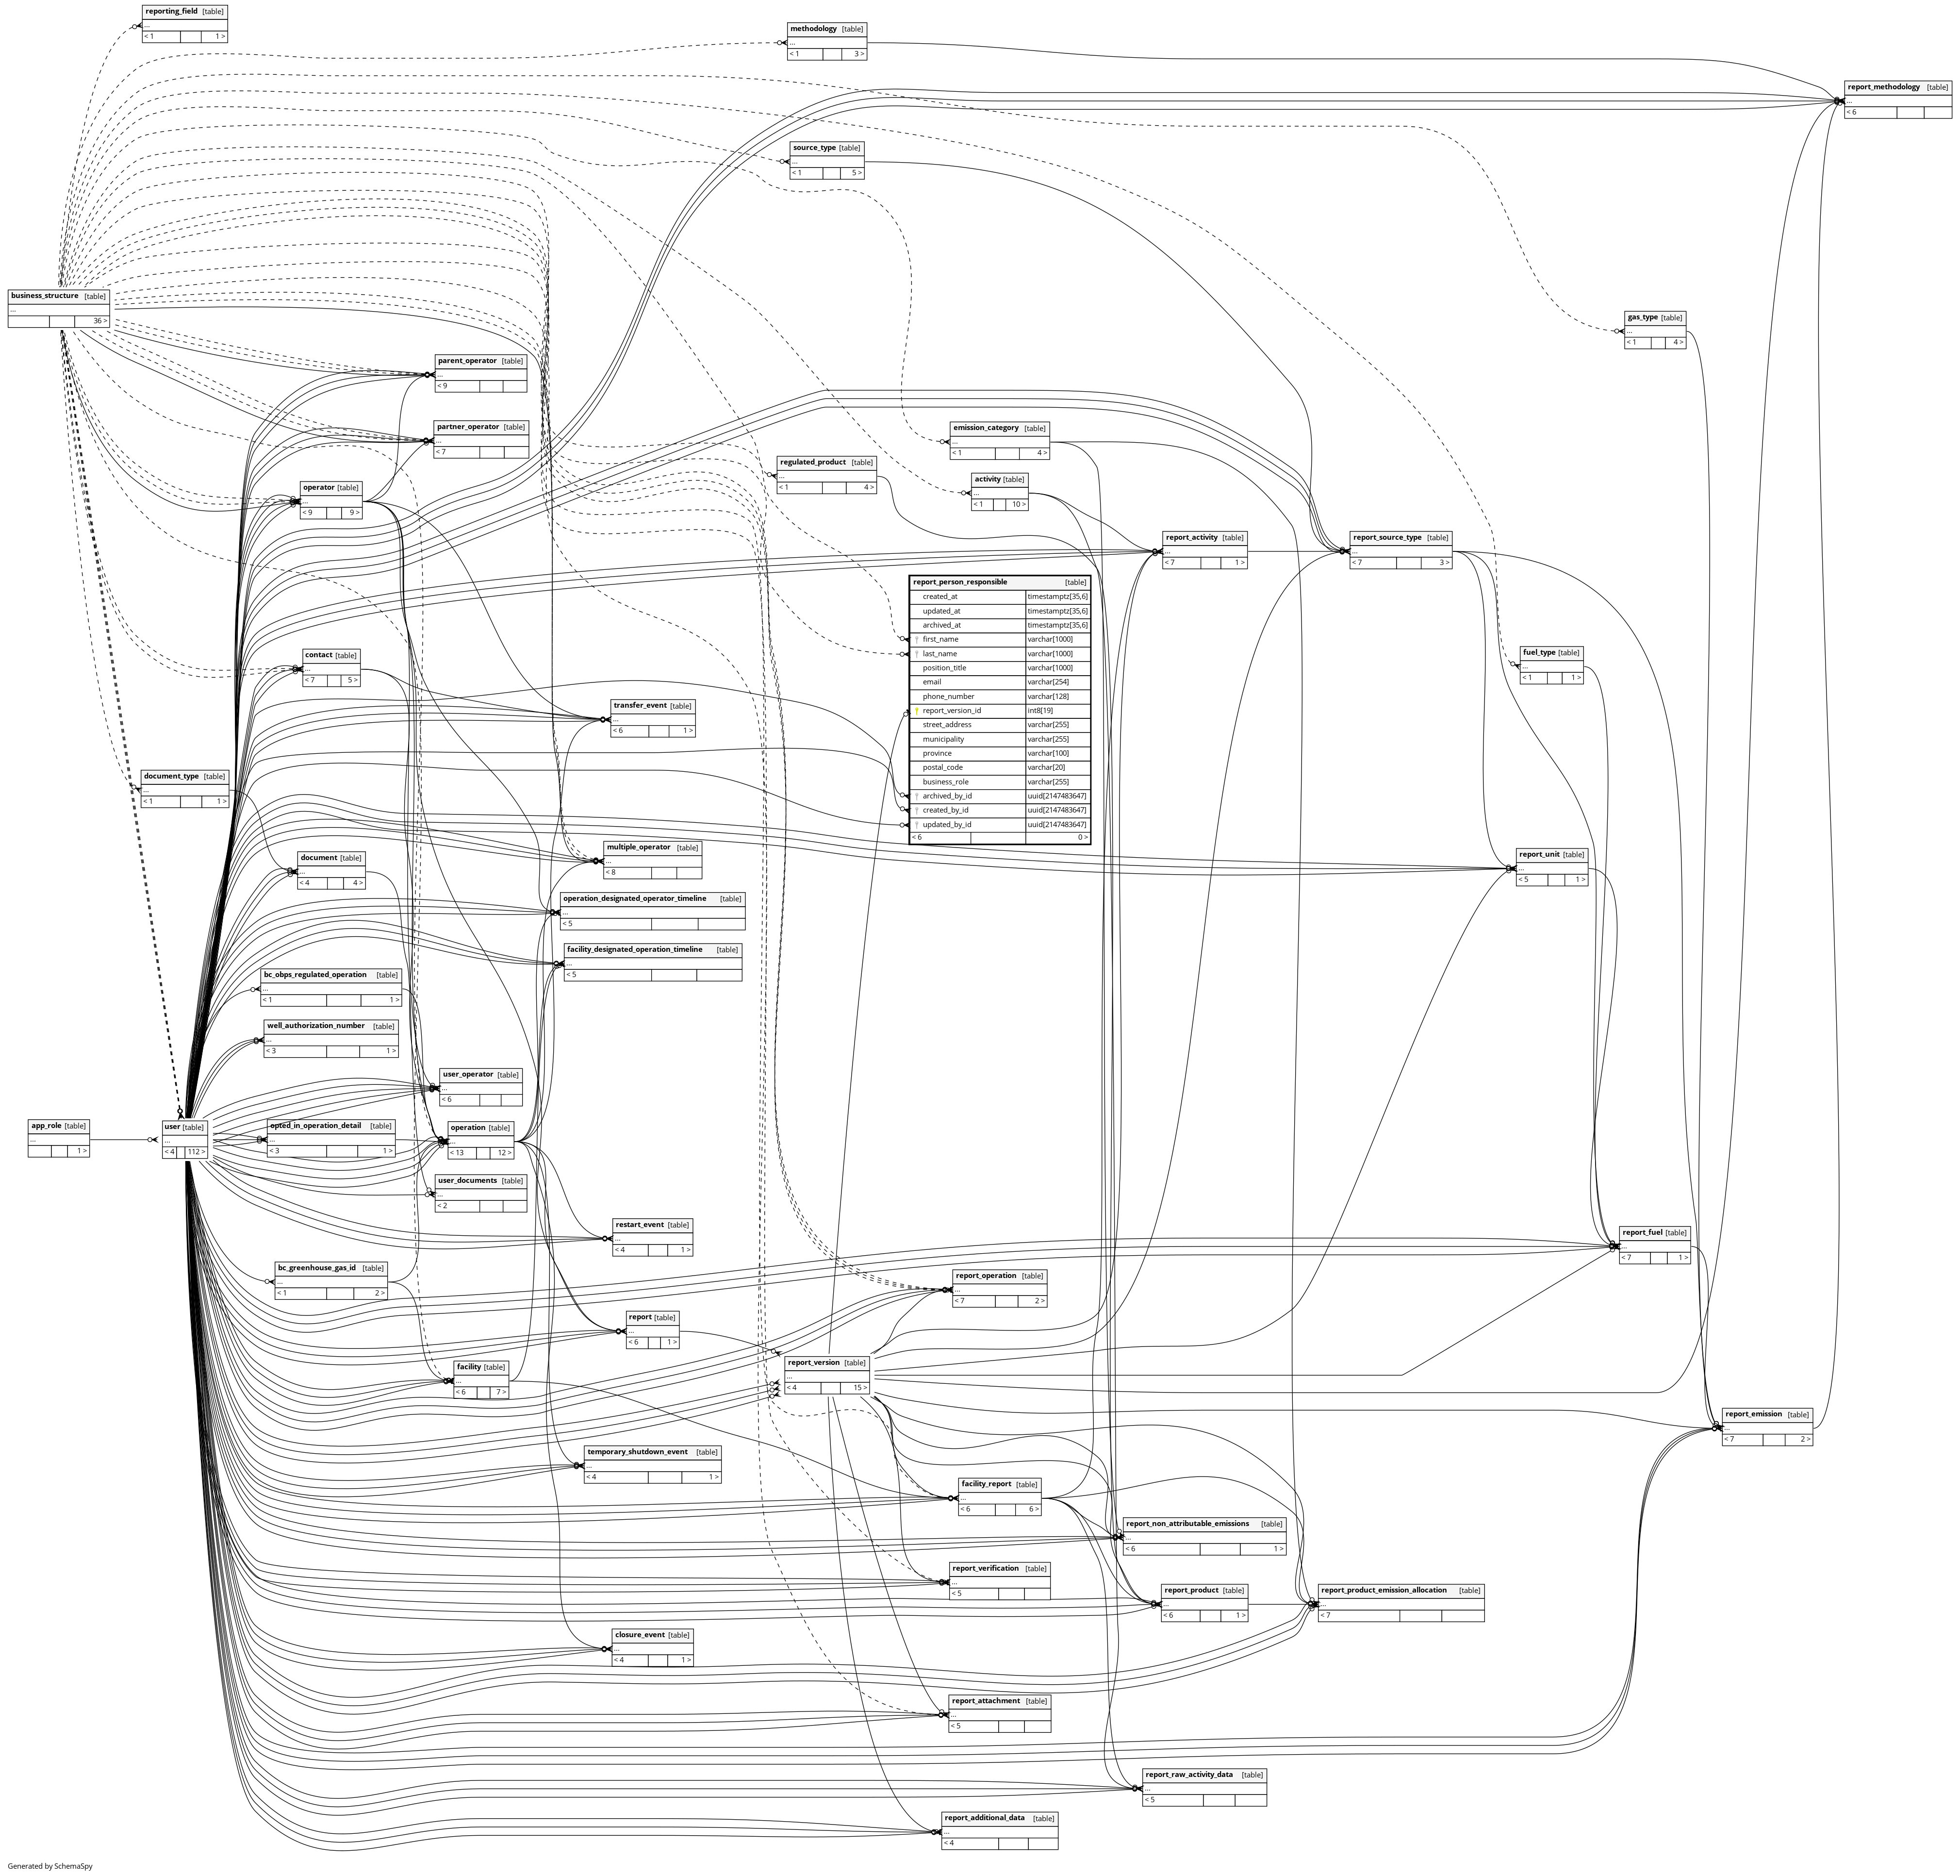 reporting_field [table]
...
< 1 1 >
methodology [table]
...
< 1 3 >
report_methodology [table]
...
< 6
source_type [table]
...
< 1 5 >
business_structure [table]
...
36 >
gas_type [table]
...
< 1 4 >
parent_operator [table]
...
< 9
partner_operator [table]
...
< 7
emission_category [table]
...
< 1 4 >
regulated_product [table]
...
< 1 4 >
activity [table]
...
< 1 10 >
operator [table]
...
< 9 9 >
report_activity [table]
...
< 7 1 >
report_source_type [table]
...
< 7 3 >
report_person_responsible [table]
created_at timestamptz[35,6]
updated_at timestamptz[35,6]
archived_at timestamptz[35,6]
first_name varchar[1000]
last_name varchar[1000]
position_title varchar[1000]
email varchar[254]
phone_number varchar[128]
report_version_id int8[19]
street_address varchar[255]
municipality varchar[255]
province varchar[100]
postal_code varchar[20]
business_role varchar[255]
archived_by_id uuid[2147483647]
created_by_id uuid[2147483647]
updated_by_id uuid[2147483647]
< 6 0 >
contact [table]
...
< 7 5 >
fuel_type [table]
...
< 1 1 >
transfer_event [table]
...
< 6 1 >
document_type [table]
...
< 1 1 >
multiple_operator [table]
...
< 8
report_unit [table]
...
< 5 1 >
document [table]
...
< 4 4 >
operation_designated_operator_timeline [table]
...
< 5
facility_designated_operation_timeline [table]
...
< 5
bc_obps_regulated_operation [table]
...
< 1 1 >
well_authorization_number [table]
...
< 3 1 >
user_operator [table]
...
< 6
app_role [table]
...
1 >
user [table]
...
< 4 112 >
opted_in_operation_detail [table]
...
< 3 1 >
operation [table]
...
< 13 12 >
user_documents [table]
...
< 2
restart_event [table]
...
< 4 1 >
report_fuel [table]
...
< 7 1 >
bc_greenhouse_gas_id [table]
...
< 1 2 >
report_operation [table]
...
< 7 2 >
report [table]
...
< 6 1 >
report_version [table]
...
< 4 15 >
facility [table]
...
< 6 7 >
report_emission [table]
...
< 7 2 >
temporary_shutdown_event [table]
...
< 4 1 >
facility_report [table]
...
< 6 6 >
report_non_attributable_emissions [table]
...
< 6 1 >
report_verification [table]
...
< 5
report_product [table]
...
< 6 1 >
report_product_emission_allocation [table]
...
< 7
closure_event [table]
...
< 4 1 >
report_attachment [table]
...
< 5
report_raw_activity_data [table]
...
< 5
report_additional_data [table]
...
< 4
Generated by SchemaSpy